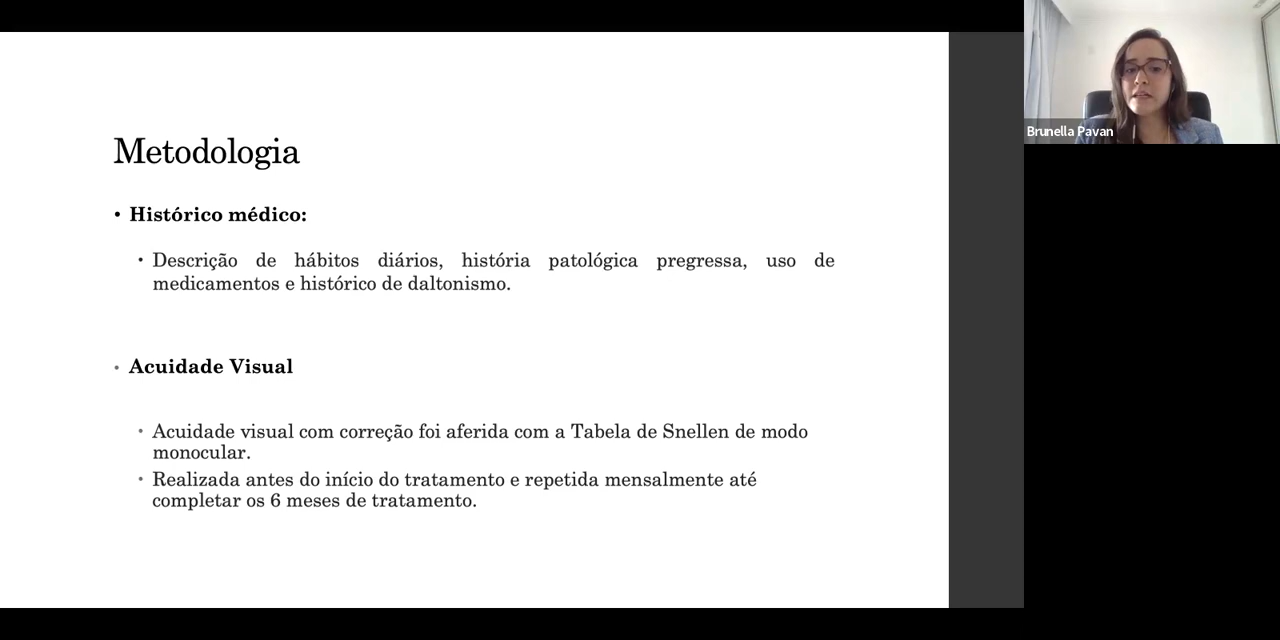 Metodologia
• Histórico médico:
• Descrição de hábitos diários, história patológica pregressa, uso de
medicamentos e histórico de daltonismo.
• Acuidade Visual
• Acuidade visual com correção foi aferida com a Tabela de Snellen de modo
monocular.
• Realizada antes do início do tratamento e repetida mensalmente até
completar os 6 meses de tratamento.
Brunella Pavan